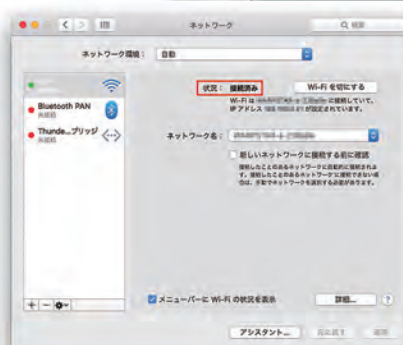 ネットワーク
検索
ネットワーク環境： 自動
状況： 接続済み
Wi-Fi を切にする
Wi-Fi は に接続していて、
IP アドレス が設定されています。
Bluetooth PAN
未接続
Thunde...ブリッジ
未接続
ネットワーク名：
新しいネットワークに接続する前に確認
接続したことのあるネットワークに自動的に接続されま
す。接続したことのあるネットワークに接続できない場
合は、手動でネットワークを選択する必要があります。
メニューバーに Wi-Fi の状況を表示
詳細...
?
アシスタント...
元に戻す
適用